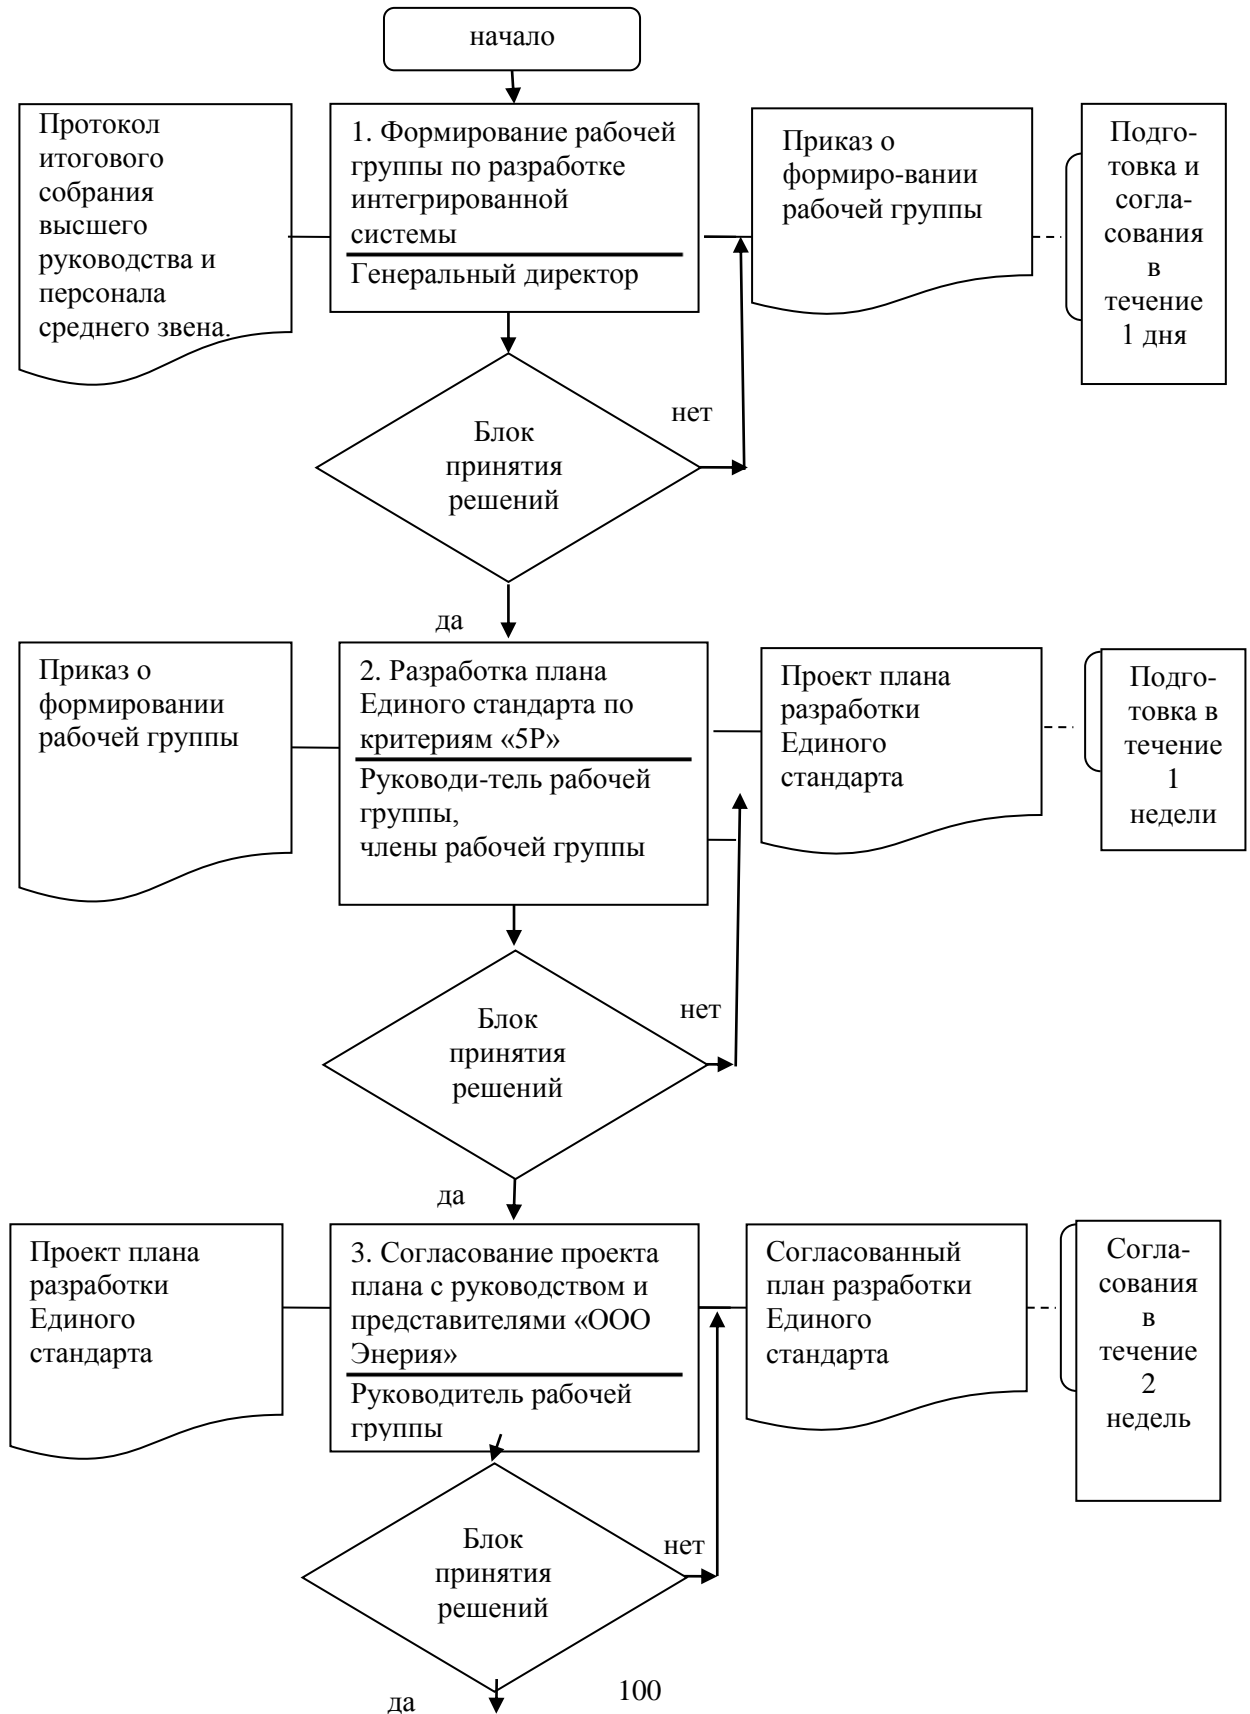 начало
Протокол
итогового
собрания
высшего
руководства и
персонала
среднего звена.
1. Формирование рабочей
группы по разработке
интегрированной
системы
Генеральный директор
Приказ о
формиро-вании
рабочей группы
Подго-
товка и
согла-
сования
в
течение
1 дня
Блок
принятия
решений
нет
да
Приказ о
формировании
рабочей группы
2. Разработка плана
Единого стандарта по
критериям «5Р»
Руководи-тель рабочей
группы,
члены рабочей группы
Проект плана
разработки
Единого
стандарта
Подго-
товка в
течение
1
недели
Блок
принятия
решений
нет
да
Проект плана
разработки
Единого
стандарта
3. Согласование проекта
плана с руководством и
представителями «ООО
Энерия»
Руководитель рабочей
группы
Согласованный
план разработки
Единого
стандарта
Согла-
сования
в
течение
2
недель
Блок
принятия
решений
нет
да
100